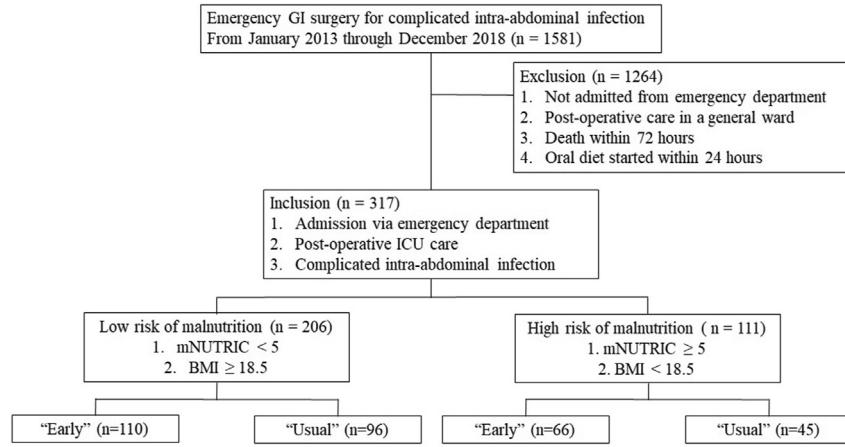 Emergency GI surgery for complicated intra-abdominal infection
From January 2013 through December 2018 (n = 1581)
Exclusion (n = 1264)
1. Not admitted from emergency department
2. Post-operative care in a general ward
3. Death within 72 hours
4. Oral diet started within 24 hours
Inclusion (n = 317)
1. Admission via emergency department
2. Post-operative ICU care
3. Complicated intra-abdominal infection
Low risk of malnutrition (n = 206)
1. mNUTRIC < 5
2. BMI ≥ 18.5
High risk of malnutrition ( n = 111)
1. mNUTRIC ≥ 5
2. BMI < 18.5
“Early” (n=110)
“Usual” (n=96)
“Early” (n=66)
“Usual” (n=45)